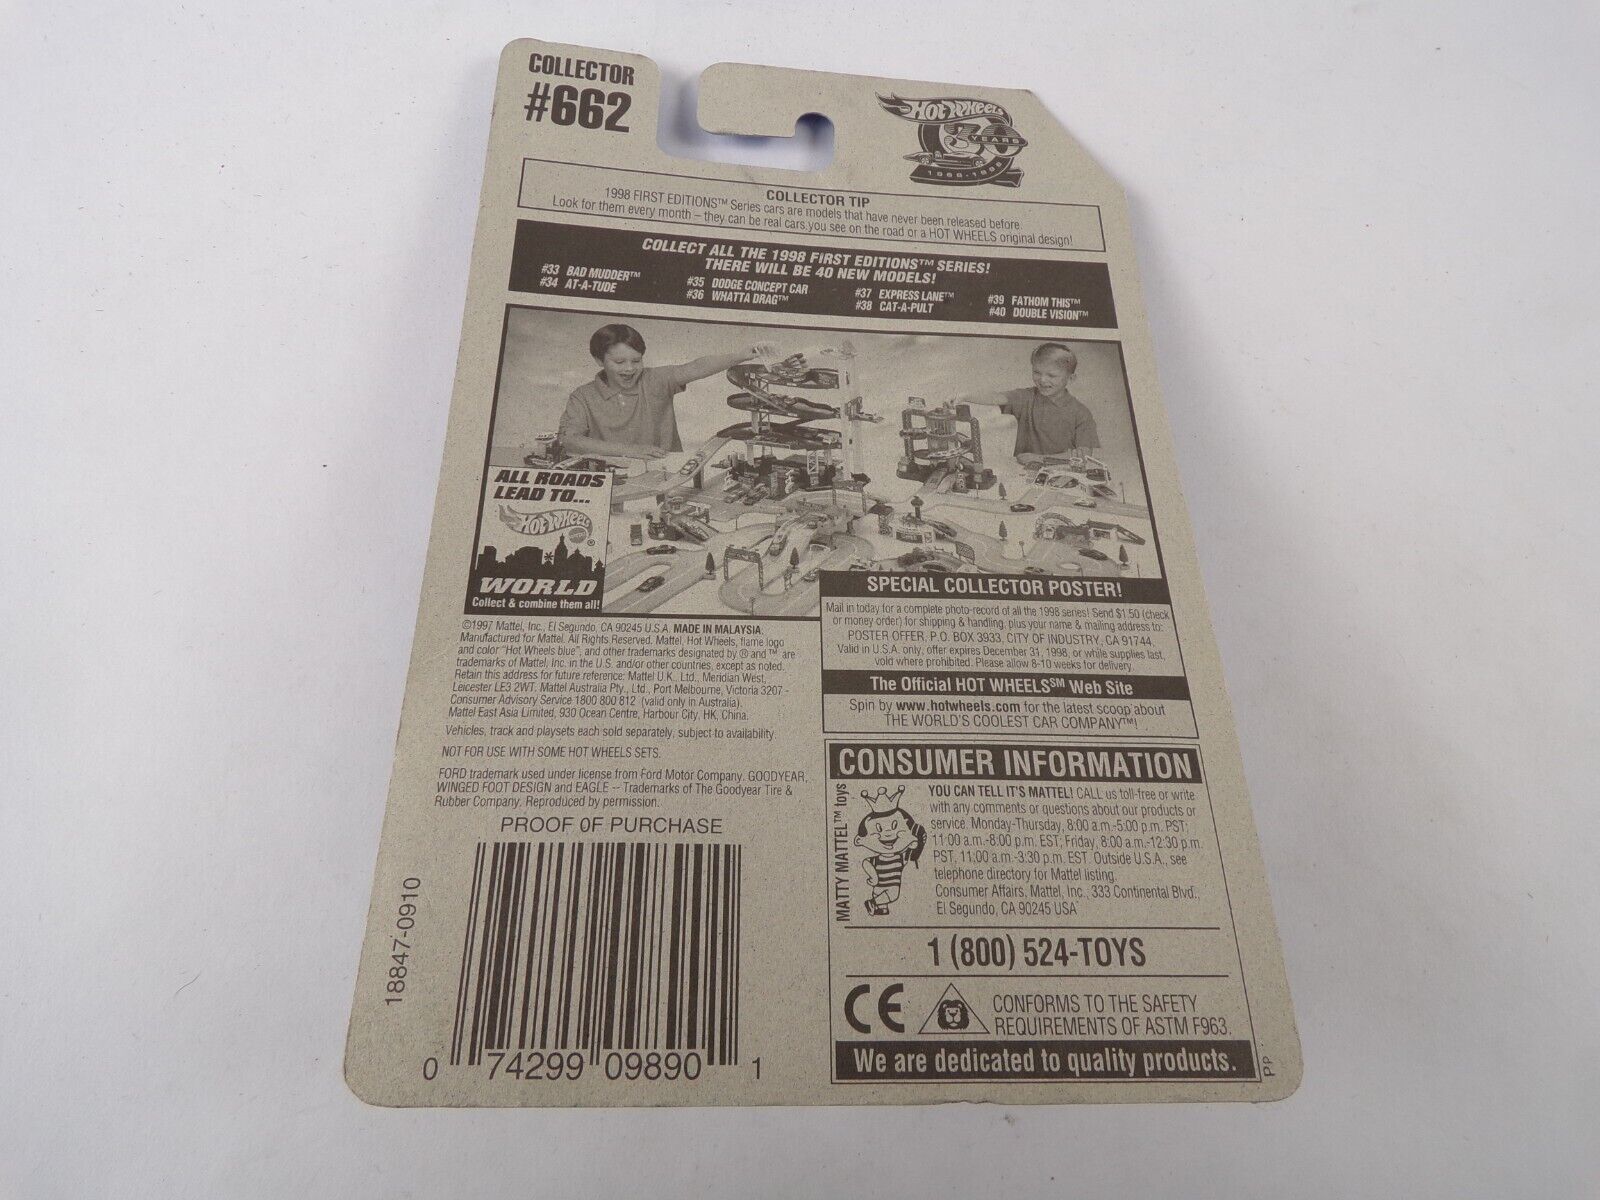 COLLECTOR
#662
HOT WHEELS
30
YEARS
1968-1998
COLLECTOR TIP
1998 FIRST EDITIONS™ Series cars are models that have never been released before.
Look for them every month – they can be real cars you see on the road or a HOT WHEELS original design!
COLLECT ALL THE 1998 FIRST EDITIONS™ SERIES!
THERE WILL BE 40 NEW MODELS!
#33 BAD MUDDER™
#34 AT-A-TUDE
#35 DODGE CONCEPT CAR
#36 WHATTA DRAG™
#37 EXPRESS LANE™
#38 CAT-A-PULT
#39 FATHOM THIS™
#40 DOUBLE VISION™
ALL ROADS
LEAD TO...
HOT WHEELS®
WORLD
Collect & combine them all!
SPECIAL COLLECTOR POSTER!
Mail in today for a complete photo-record of all the 1998 series! Send $1.50 (check
or money order) for shipping & handling, plus your name & mailing address to:
POSTER OFFER, P.O. BOX 3933, CITY OF INDUSTRY, CA 91744.
Valid in U.S.A. only, offer expires December 31, 1998, or while supplies last,
void where prohibited. Please allow 8-10 weeks for delivery.
The Official HOT WHEELS℠ Web Site
Spin by www.hotwheels.com for the latest scoop about
THE WORLD'S COOLEST CAR COMPANY™!
©1997 Mattel, Inc., El Segundo, CA 90245 U.S.A. MADE IN MALAYSIA.
Manufactured for Mattel. All Rights Reserved. Mattel, Hot Wheels, flame logo
and color "Hot Wheels blue", and other trademarks designated by ® and ™ are
trademarks of Mattel, Inc. in the U.S. and/or other countries, except as noted.
Retain this address for future reference: Mattel U.K., Ltd., Meridian West,
Leicester LE3 2WT. Mattel Australia Pty., Ltd., Port Melbourne, Victoria 3207 -
Consumer Advisory Service 1800 800 812 (valid only in Australia).
Mattel East Asia Limited, 930 Ocean Centre, Harbour City, HK, China.
Vehicles, track and playsets each sold separately, subject to availability.
NOT FOR USE WITH SOME HOT WHEELS SETS.
FORD trademark used under license from Ford Motor Company. GOODYEAR,
WINGED FOOT DESIGN and EAGLE -- Trademarks of The Goodyear Tire &
Rubber Company. Reproduced by permission.
PROOF OF PURCHASE
18847-0910
0 74299 09890 1
CONSUMER INFORMATION
MATTY MATTEL™ toys
YOU CAN TELL IT'S MATTEL! CALL us toll-free or write
with any comments or questions about our products or
service. Monday-Thursday, 8:00 a.m.-5:00 p.m. PST;
11:00 a.m.-8:00 p.m. EST; Friday, 8:00 a.m.-12:30 p.m.
PST, 11:00 a.m.-3:30 p.m. EST. Outside U.S.A., see
telephone directory for Mattel listing.
Consumer Affairs, Mattel, Inc., 333 Continental Blvd.,
El Segundo, CA 90245 USA
1 (800) 524-TOYS
CE
CONFORMS TO THE SAFETY
REQUIREMENTS OF ASTM F963.
We are dedicated to quality products.
PP